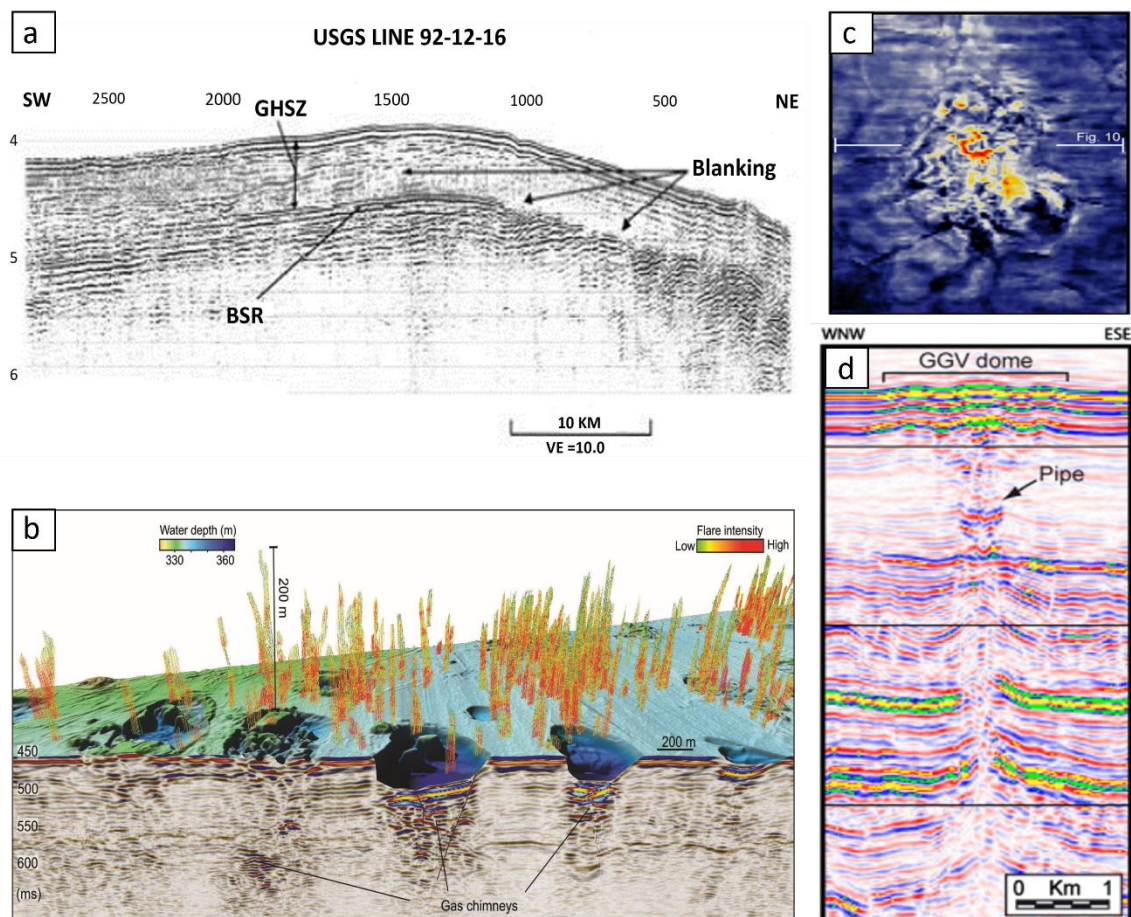 a
USGS LINE 92-12-16
SW 2500 2000 1500 1000 500 NE
GHSZ
4
Blanking
5
BSR
6
10 KM
VE =10.0
b
Water depth (m)
330 360
Flare intensity
Low High
200 m
200 m
450
500
550
600
(ms)
Gas chimneys
c
Fig. 10
WNW ESE
d
GGV dome
Pipe
0 Km 1